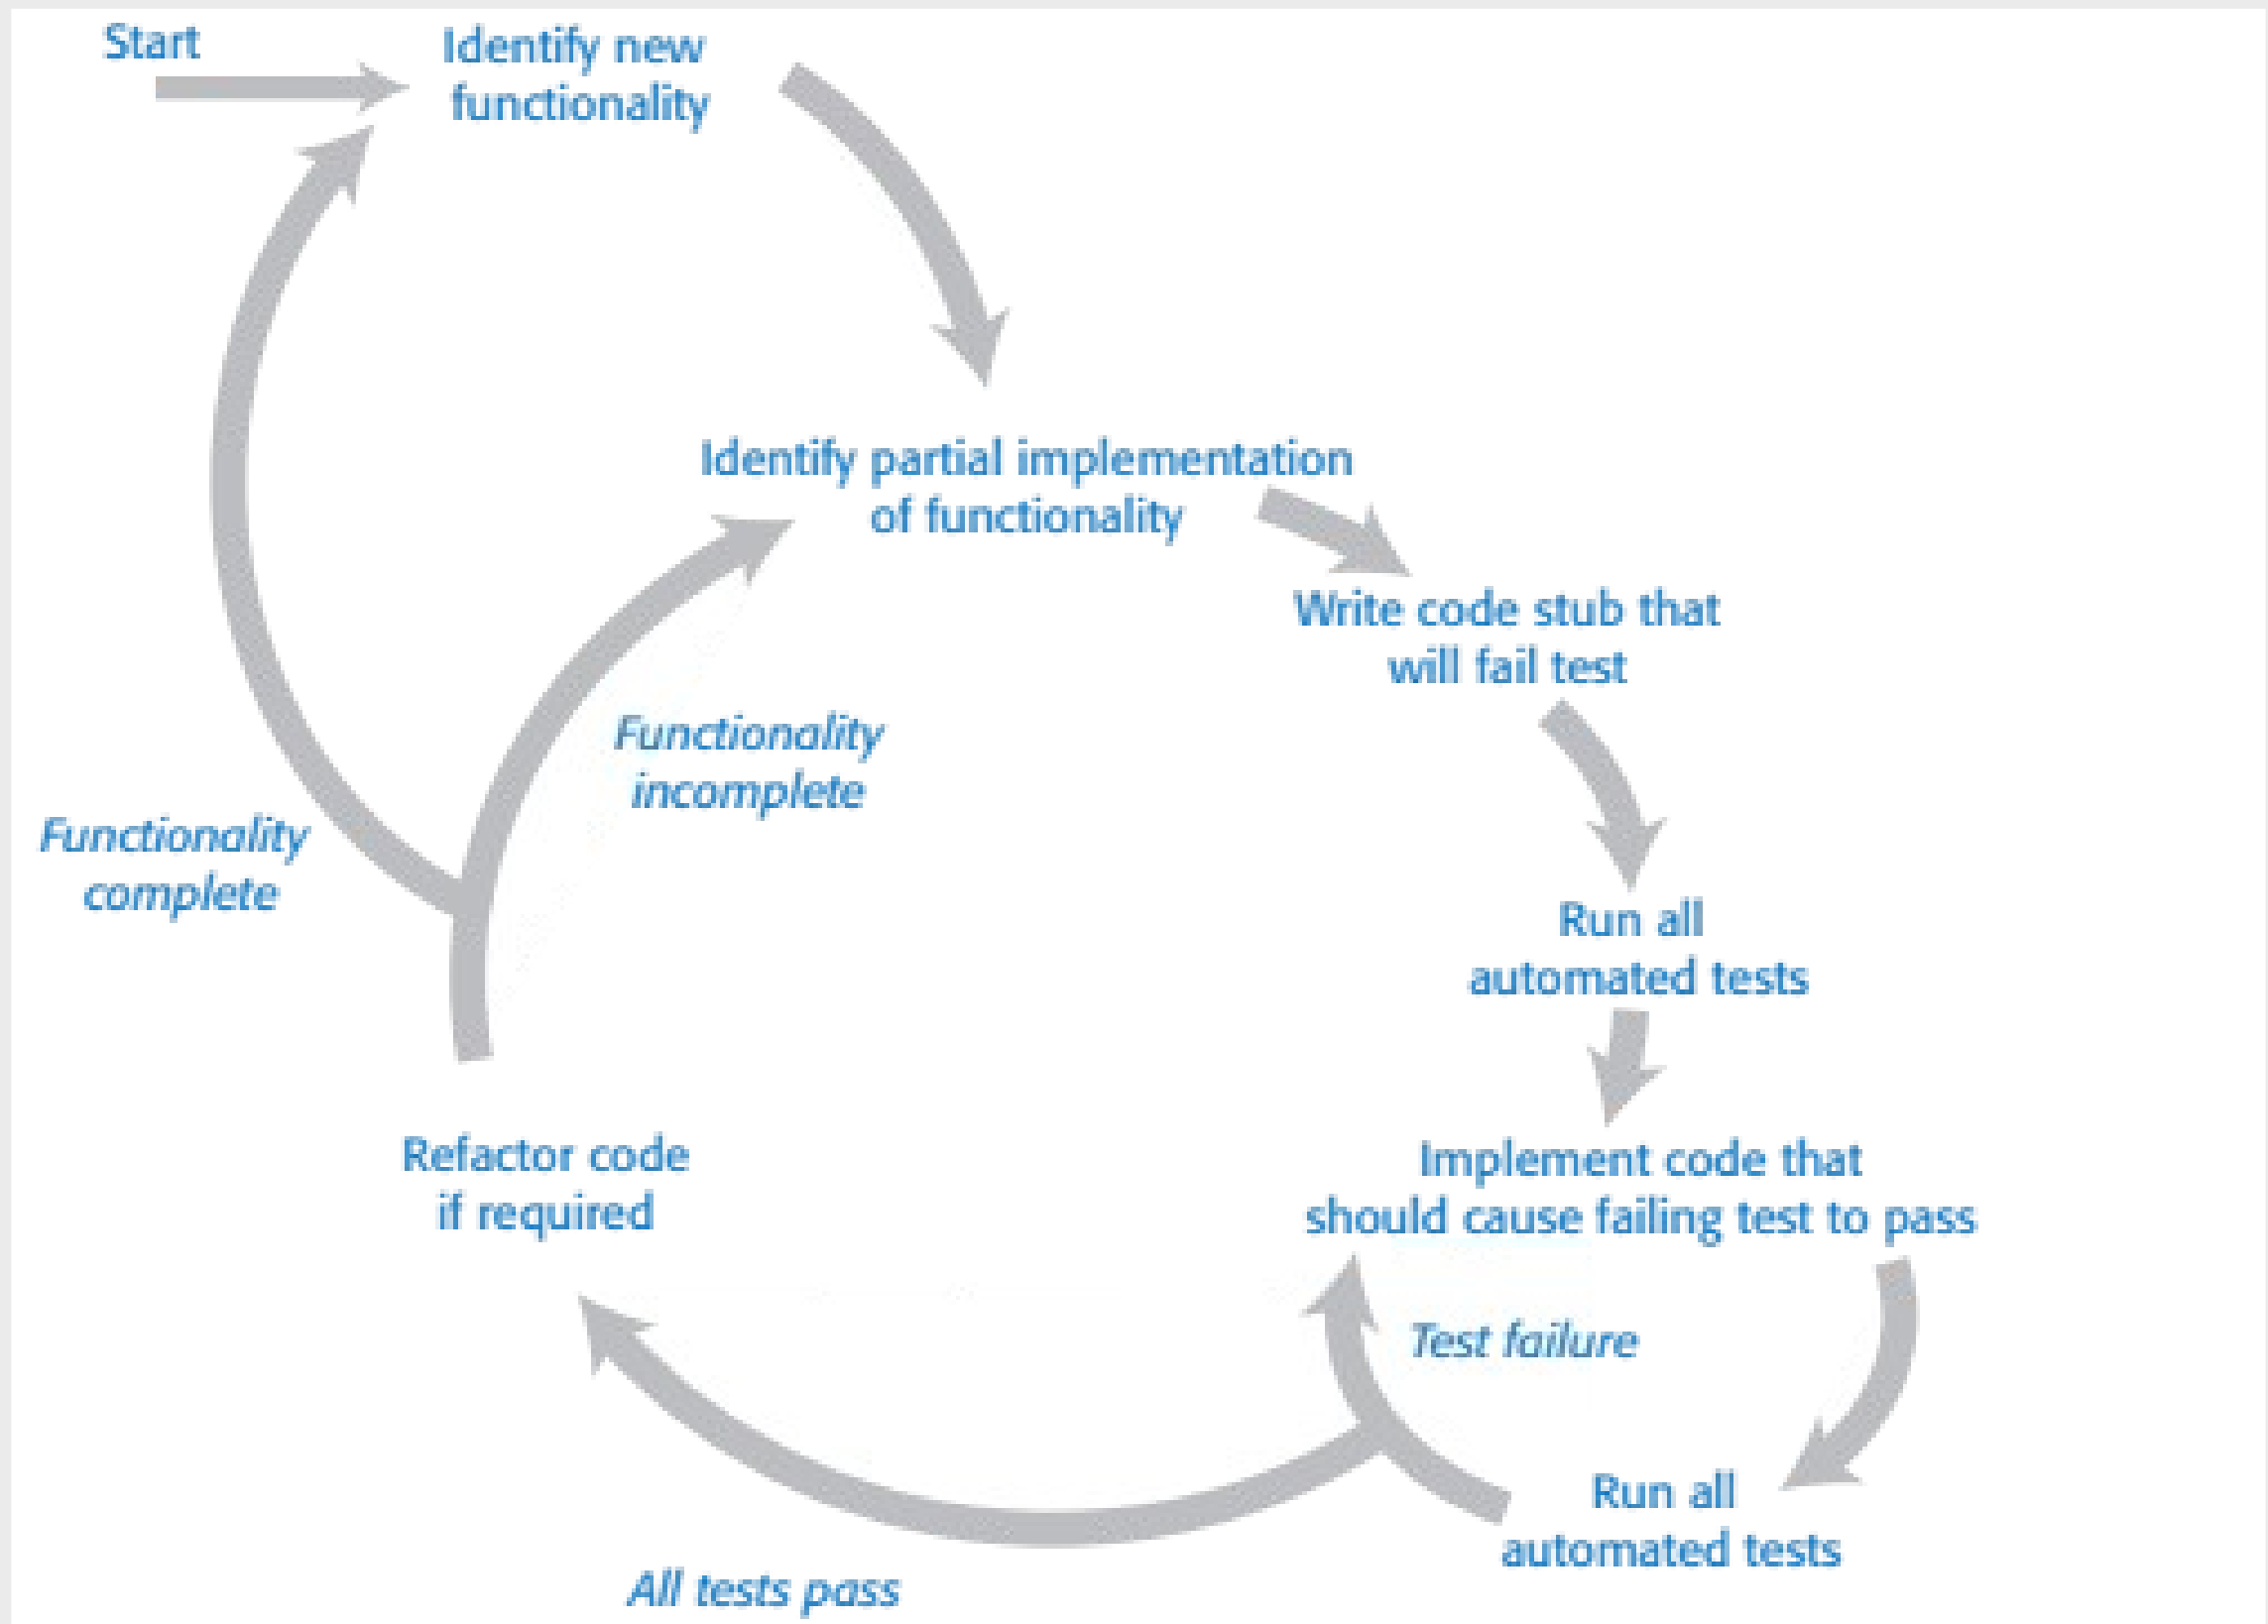 Start
Identify new
functionality
Identify partial implementation
of functionality
Write code stub that
will fail test
Functionality
incomplete
Functionality
complete
Run all
automated tests
Refactor code
if required
Implement code that
should cause failing test to pass
Test failure
Run all
automated tests
All tests pass